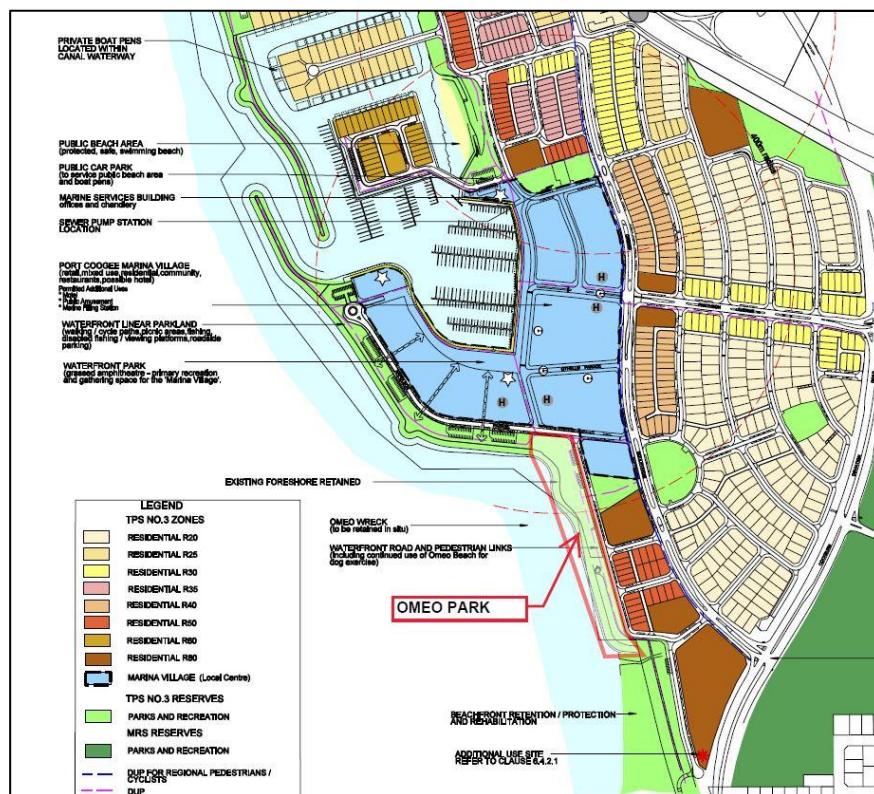 PRIVATE BOAT PENS
LOCATED WITHIN
CANAL WATERWAY
PUBLIC BEACH AREA
(protected, safe, swimming beach)
PUBLIC CAR PARK
(to service public beach area
and boat pens)
MARINE SERVICES BUILDING
offices and chandlery
SEWER PUMP STATION
LOCATION
PORT COOGEE MARINA VILLAGE
(retail,mixed use,residential,community,
restaurants,possible hotel)
Permitted Additional Uses
* Motel
* Public Amusement
* Marine Filling Station
WATERFRONT LINEAR PARKLAND
(walking / cycle paths,picnic areas,fishing,
disabled fishing / viewing platforms,roadside
parking)
WATERFRONT PARK
(grassed amphitheatre - primary recreation
and gathering space for the 'Marina Village'.
400m radius
H
H
H
H
EXISTING FORESHORE RETAINED
OMEO WRECK
(to be retained in situ)
WATERFRONT ROAD AND PEDESTRIAN LINKS
(including continued use of Omeo Beach for
dog exercise)
OMEO PARK
BEACHFRONT RETENTION / PROTECTION
AND REHABILITATION
ADDITIONAL USE SITE
REFER TO CLAUSE 6.4.2.1
LEGEND
TPS NO.3 ZONES
RESIDENTIAL R20
RESIDENTIAL R25
RESIDENTIAL R30
RESIDENTIAL R35
RESIDENTIAL R40
RESIDENTIAL R50
RESIDENTIAL R60
RESIDENTIAL R80
MARINA VILLAGE (Local Centre)
TPS NO.3 RESERVES
PARKS AND RECREATION
MRS RESERVES
PARKS AND RECREATION
DUP FOR REGIONAL PEDESTRIANS /
CYCLISTS
DUP